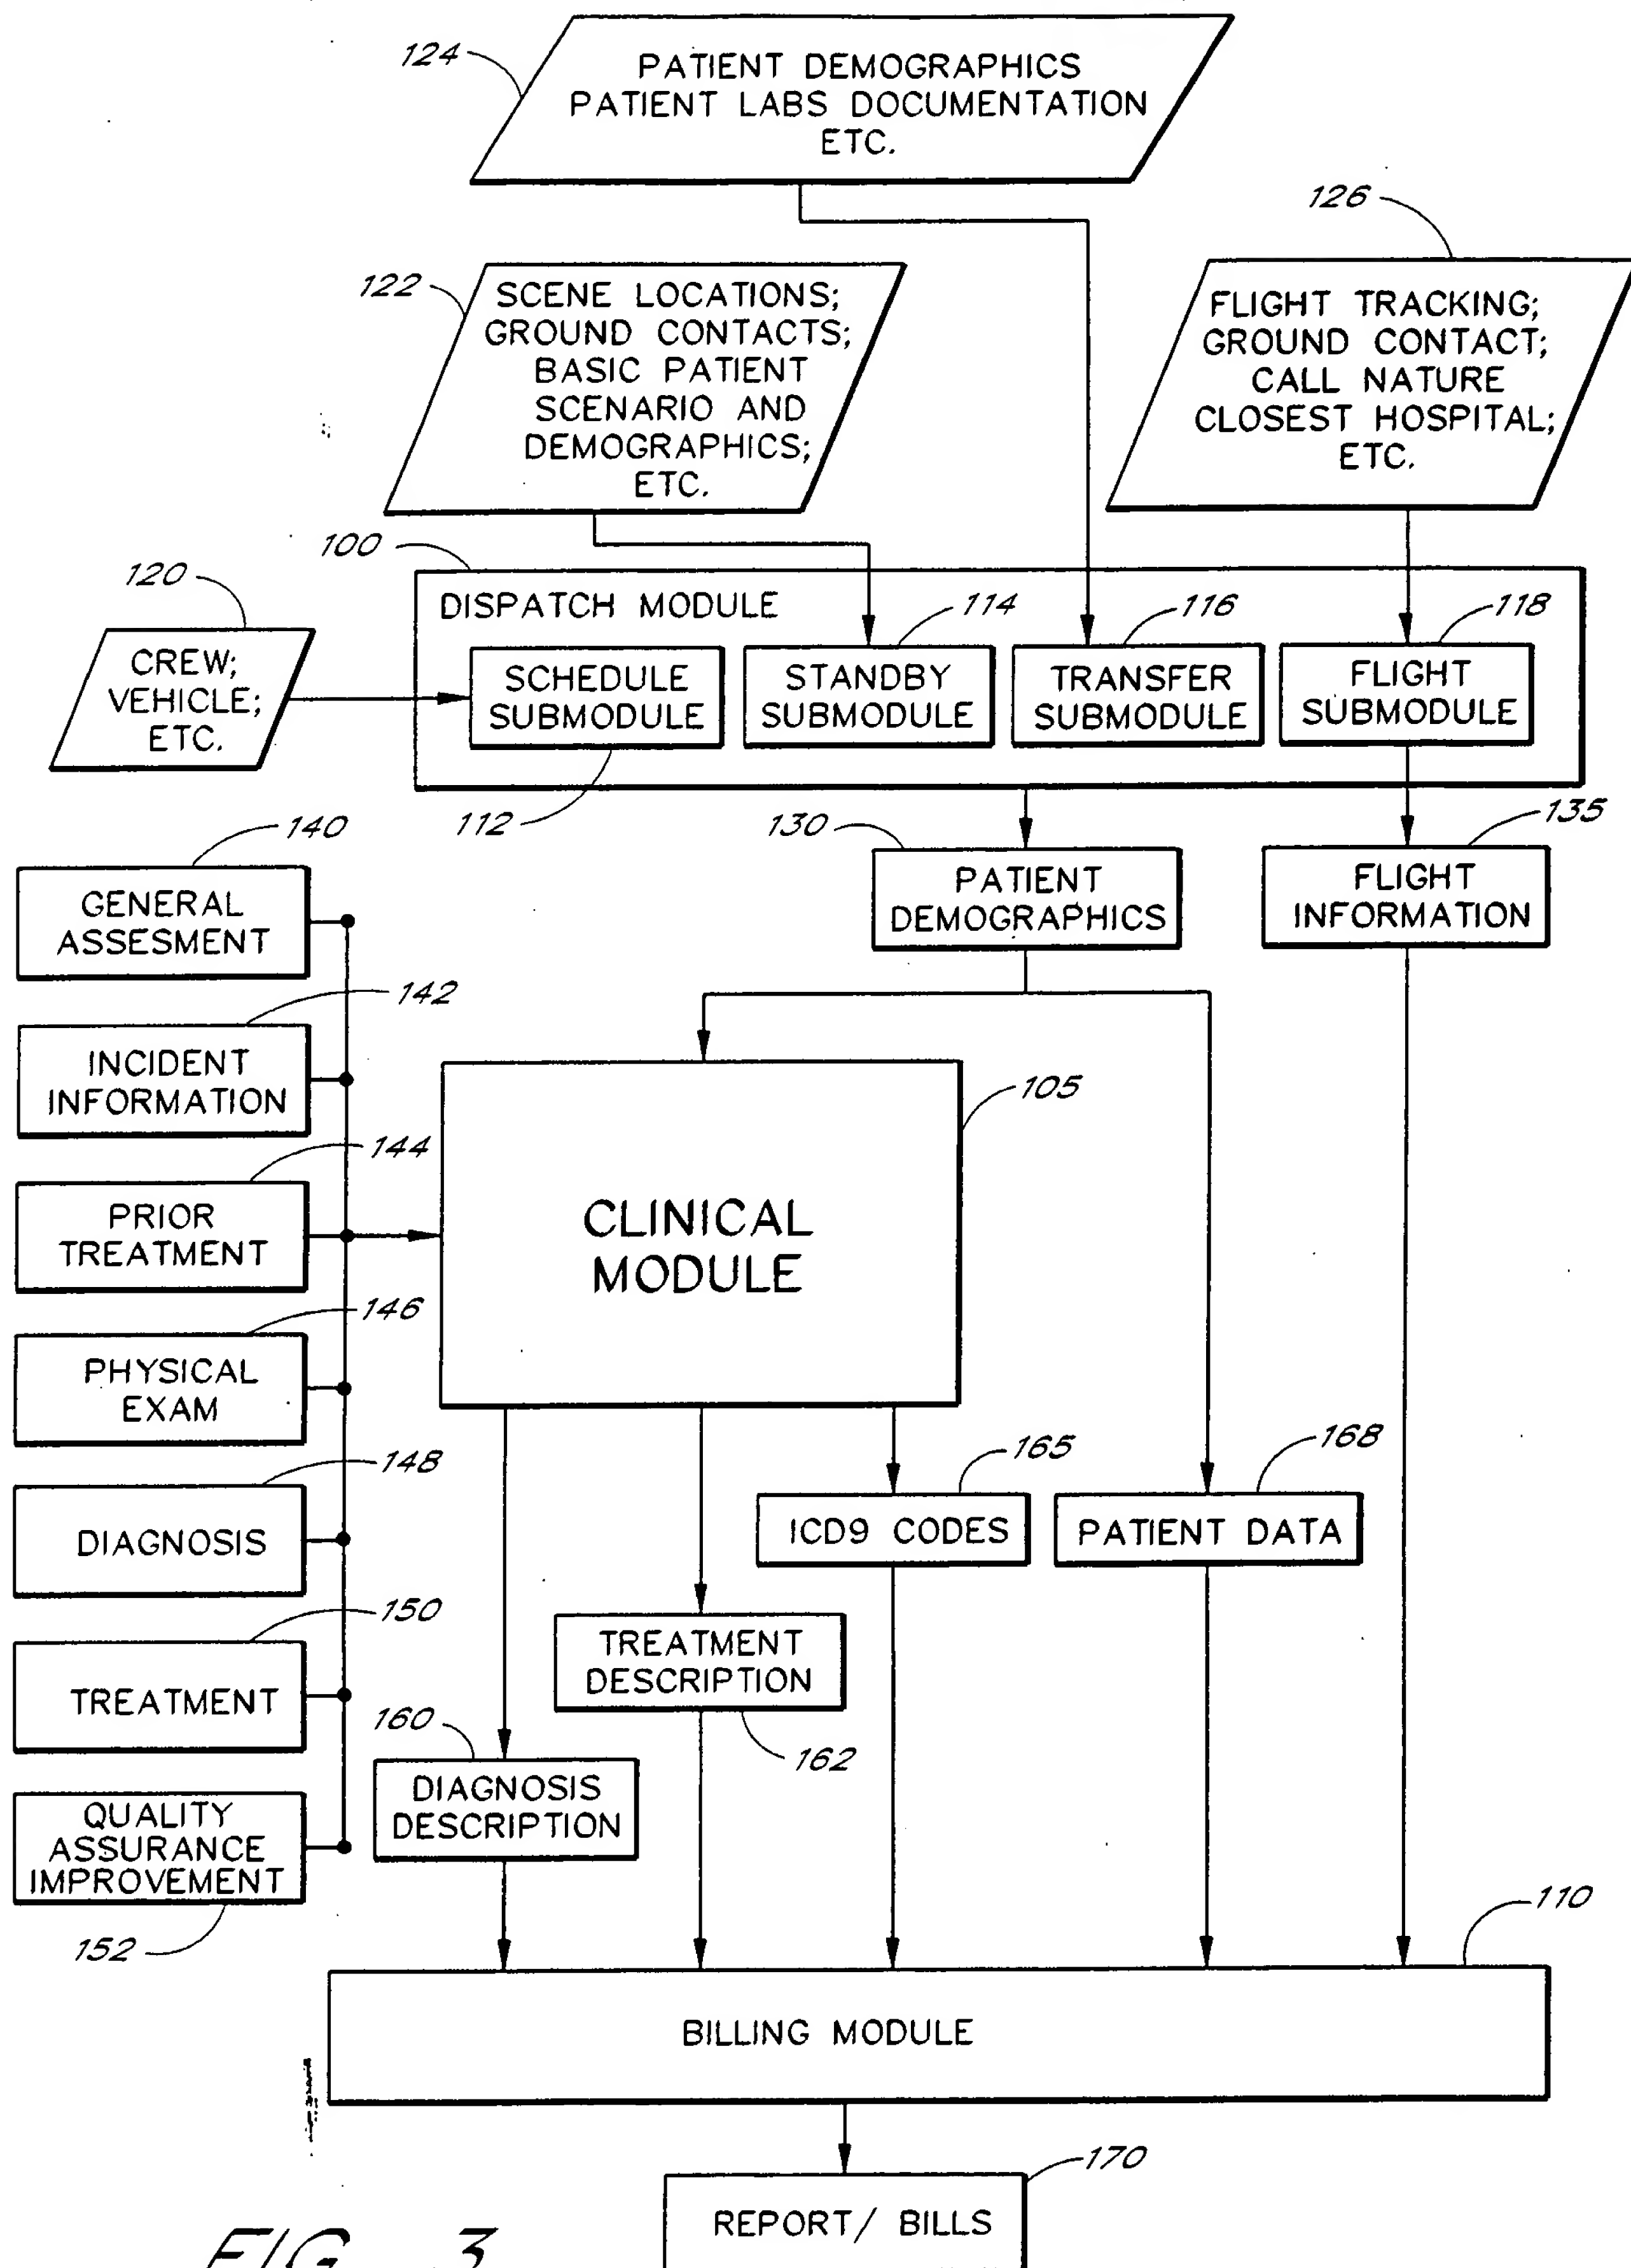 124
PATIENT DEMOGRAPHICS
PATIENT LABS DOCUMENTATION
ETC.
126
122
SCENE LOCATIONS;
GROUND CONTACTS;
BASIC PATIENT
SCENARIO AND
DEMOGRAPHICS;
ETC.
FLIGHT TRACKING;
GROUND CONTACT;
CALL NATURE
CLOSEST HOSPITAL;
ETC.
100
120
CREW;
VEHICLE;
ETC.
DISPATCH MODULE
114
116
118
SCHEDULE
SUBMODULE
STANDBY
SUBMODULE
TRANSFER
SUBMODULE
FLIGHT
SUBMODULE
112
130
135
PATIENT
DEMOGRAPHICS
FLIGHT
INFORMATION
140
GENERAL
ASSESMENT
142
INCIDENT
INFORMATION
144
PRIOR
TREATMENT
146
PHYSICAL
EXAM
148
DIAGNOSIS
150
TREATMENT
QUALITY
ASSURANCE
IMPROVEMENT
152
105
CLINICAL
MODULE
165
ICD9 CODES
168
PATIENT DATA
TREATMENT
DESCRIPTION
162
160
DIAGNOSIS
DESCRIPTION
110
BILLING MODULE
170
REPORT/ BILLS
FIG. 3